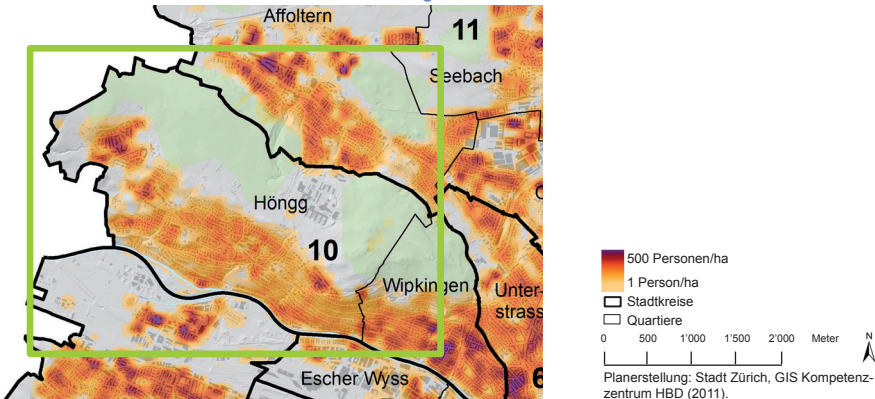 Affoltern
11
Seebach
Höngg
10
Wipkingen
Unter-
strass
Escher Wyss
6
500 Personen/ha
1 Person/ha
Stadtkreise
Quartiere
0 500 1'000 1'500 2'000 Meter N
Planerstellung: Stadt Zürich, GIS Kompetenz-
zentrum HBD (2011).